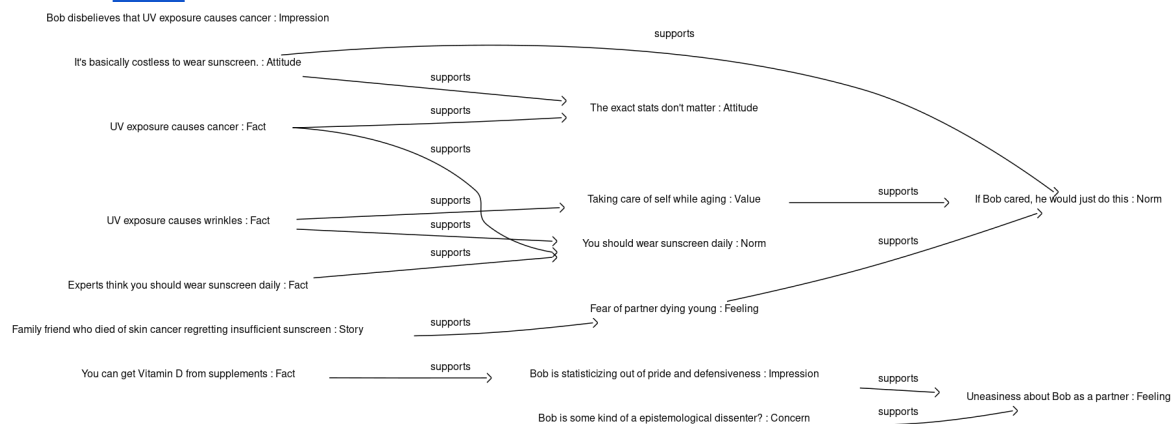 Bob disbelieves that UV exposure causes cancer : Impression
supports
It's basically costless to wear sunscreen. : Attitude
supports
The exact stats don't matter : Attitude
supports
UV exposure causes cancer : Fact
supports
Taking care of self while aging : Value
supports
If Bob cared, he would just do this : Norm
supports
UV exposure causes wrinkles : Fact
supports
You should wear sunscreen daily : Norm
supports
supports
Experts think you should wear sunscreen daily : Fact
Fear of partner dying young : Feeling
Family friend who died of skin cancer regretting insufficient sunscreen : Story
supports
You can get Vitamin D from supplements : Fact
supports
Bob is statisticizing out of pride and defensiveness : Impression
supports
Uneasiness about Bob as a partner : Feeling
Bob is some kind of a epistemological dissenter? : Concern
supports